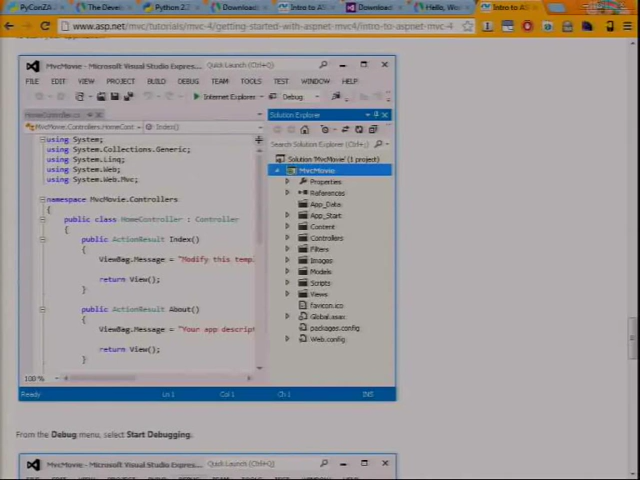 PyConZA
The Devel
Python 2.7
Download
Intro to AS
Download
Hello, Wo
Intro to AS
www.asp.net/mvc/tutorials/mvc-4/getting-started-with-aspnet-mvc4/intro-to-aspnet-mvc-4
MvcMovie - Microsoft Visual Studio Expres...
Quick Launch (Ctrl+Q)
FILE EDIT VIEW PROJECT BUILD DEBUG TEAM TOOLS TEST WINDOW HELP
Internet Explorer
Debug
HomeController.cs
Solution Explorer
MvcMovie.Controllers.HomeCont
Index()
Search Solution Explorer (Ctrl+;)
using System;
using System.Collections.Generic;
using System.Linq;
using System.Web;
using System.Web.Mvc;
namespace MvcMovie.Controllers
{
public class HomeController : Controller
{
public ActionResult Index()
{
ViewBag.Message = "Modify this temp
return View();
}
public ActionResult About()
{
ViewBag.Message = "Your app descript
return View();
}
Solution 'MvcMovie' (1 project)
MvcMovie
Properties
References
App_Data
App_Start
Content
Controllers
Filters
Images
Models
Scripts
Views
favicon.ico
Global.asax
packages.config
Web.config
100 %
Ready
Ln 1
Col 1
Ch 1
INS
From the Debug menu, select Start Debugging.
MvcMovie - Microsoft Visual Studio Expres...
Quick Launch (Ctrl+Q)